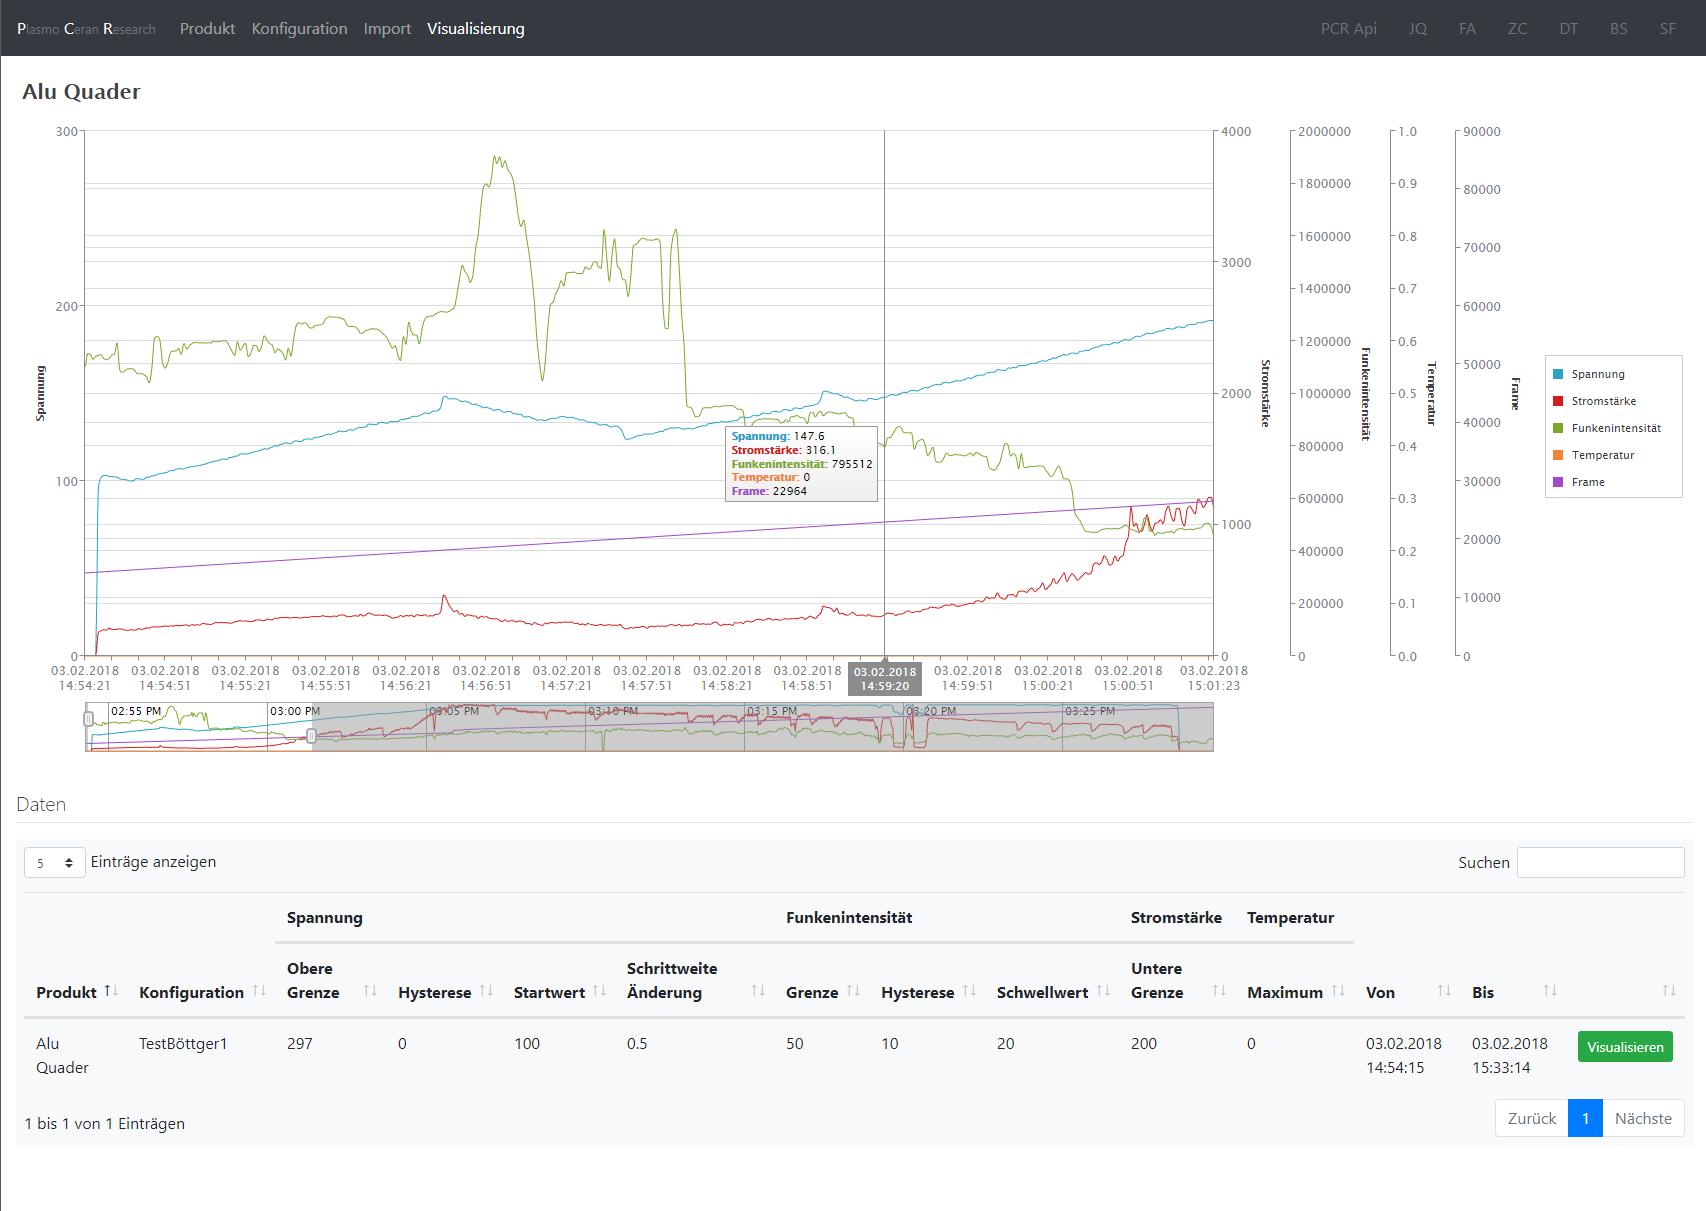 Plasmo Ceran Research Produkt Konfiguration Import Visualisierung PCR Api JQ FA ZC DT BS SF
Alu Quader
300 4000 2000000 1.0 90000
1800000 0.9 80000
1600000 0.8 70000
3000 1400000 0.7
200 60000
1200000 0.6
50000
Spannung
2000 1000000 0.5
Stromstärke
Funkenintensität
Temperatur
Frame
40000
800000 0.4
100 30000
600000 0.3
1000
400000 0.2 20000
200000 0.1 10000
0 0 0 0.0 0
Spannung: 147.6
Stromstärke: 316.1
Funkenintensität: 795512
Temperatur: 0
Frame: 22964
Spannung
Stromstärke
Funkenintensität
Temperatur
Frame
03.02.2018 03.02.2018 03.02.2018 03.02.2018 03.02.2018 03.02.2018 03.02.2018 03.02.2018 03.02.2018 03.02.2018 03.02.2018 03.02.2018 03.02.2018 03.02.2018 03.02.2018
14:54:21 14:54:51 14:55:21 14:55:51 14:56:21 14:56:51 14:57:21 14:57:51 14:58:21 14:58:51 14:59:20 14:59:51 15:00:21 15:00:51 15:01:23
02:55 PM 03:00 PM 03:05 PM 03:10 PM 03:15 PM 03:20 PM 03:25 PM
Daten
5 Einträge anzeigen Suchen
Spannung Funkenintensität Stromstärke Temperatur
Obere Schrittweite Untere
Produkt Konfiguration Grenze Hysterese Startwert Änderung Grenze Hysterese Schwellwert Grenze Maximum Von Bis
Alu TestBöttger1 297 0 100 0.5 50 10 20 200 0 03.02.2018 03.02.2018 Visualisieren
Quader 14:54:15 15:33:14
1 bis 1 von 1 Einträgen Zurück 1 Nächste